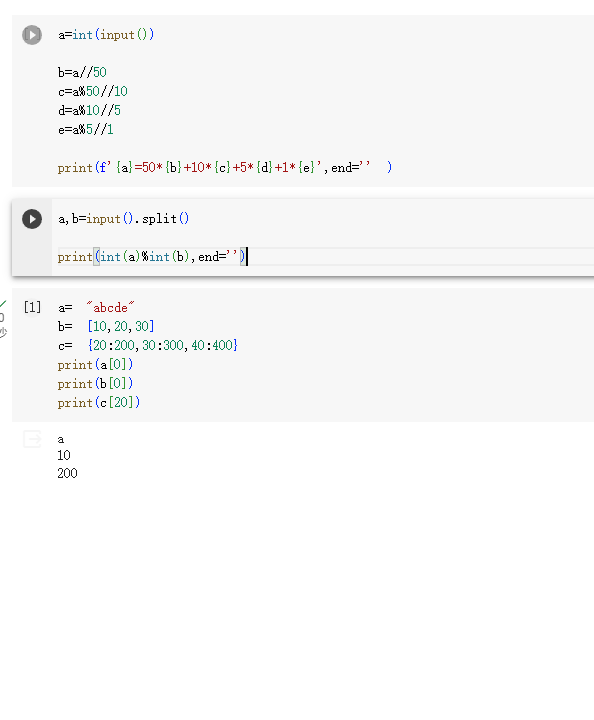 a=int(input())
b=a//50
c=a%50//10
d=a%10//5
e=a%5//1
print(f'{a}=50*{b}+10*{c}+5*{d}+1*{e}',end=''  )
a,b=input().split()
print(int(a)%int(b),end='')
[1] a=  "abcde"
b=  [10,20,30]
c=  {20:200,30:300,40:400}
print(a[0])
print(b[0])
print(c[20])
a
10
200